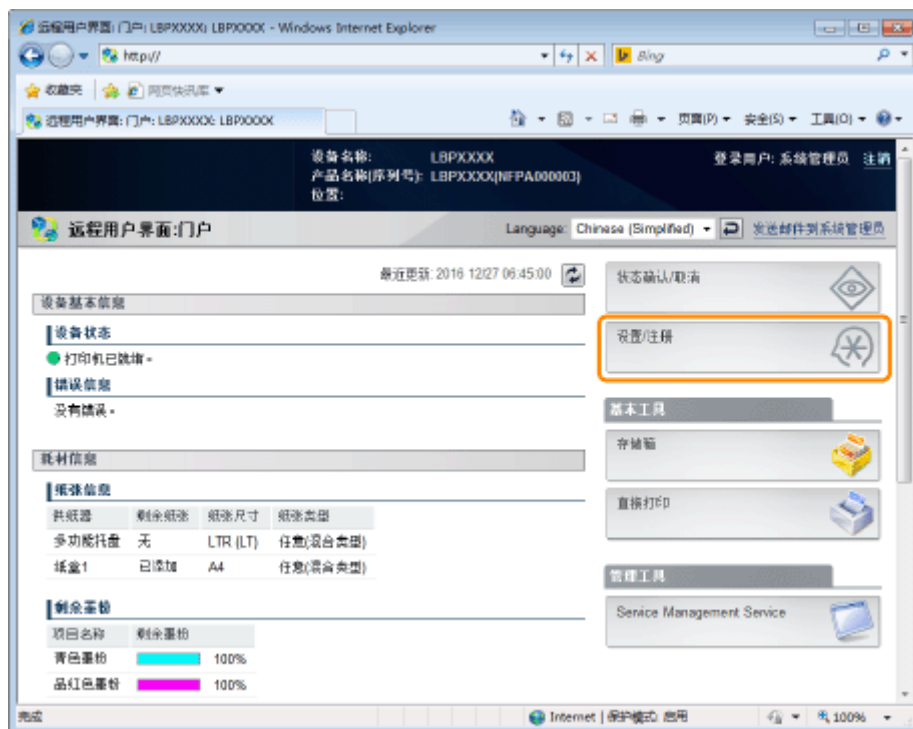 远程用户界面: 门户: LBPXXXX: LBPXXXX - Windows Internet Explorer
http://
Bing
收藏夹 网页快讯库
远程用户界面: 门户: LBPXXXX: LBPXXXX
页面(P) 安全(S) 工具(O)
设备名称: LBPXXXX
产品名称(序列号): LBPXXXX(NFPA000003)
位置:
登录用户: 系统管理员 注销
远程用户界面:门户
Language: Chinese (Simplified) 发送邮件到系统管理员
最近更新: 2016 12/27 06:45:00
设备基本信息
设备状态
打印机已就绪。
错误信息
没有错误。
耗材信息
纸张信息
供纸器 剩余纸张 纸张尺寸 纸张类型
多功能托盘 无 LTR (LT) 任意(混合类型)
纸盒1 已添加 A4 任意(混合类型)
剩余墨粉
项目名称 剩余墨粉
青色墨粉 100%
品红色墨粉 100%
状态确认/取消
设置/注册
基本工具
存储箱
直接打印
管理工具
Service Management Service
完成
Internet | 保护模式: 启用
100%